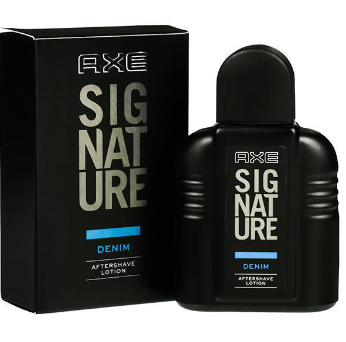 AXE
SIG
NAT
URE
DENIM
AFTERSHAVE
LOTION
AXE
SIG
NAT
URE
DENIM
AFTERSHAVE
LOTION